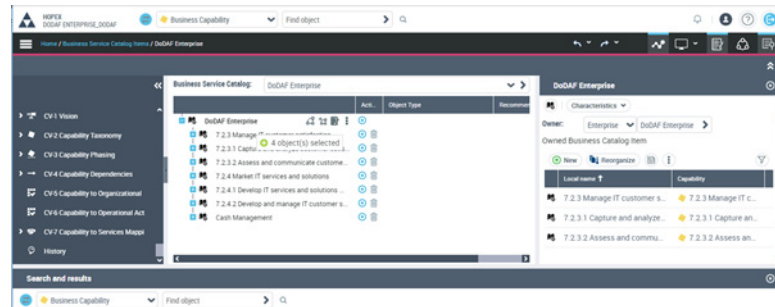 HOPEX
DODAF ENTERPRISE_DODAF
Business Capability
Find object
Home / Business Service Catalog Items / DoDAF Enterprise
Business Service Catalog:
DoDAF Enterprise
DoDAF Enterprise
Acti...
Object Type
Recommen
Characteristics
CV-1 Vision
CV-2 Capability Taxonomy
CV-3 Capability Phasing
CV-4 Capability Dependencies
CV-5 Capability to Organizational
CV-6 Capability to Operational Act
CV-7 Capability to Services Mappi
History
DoDAF Enterprise
7.2.3 Manage IT customer satisfaction
4 object(s) selected
7.2.3.1 Captu
7.2.3.2 Assess and communicate custome...
7.2.4 Market IT services and solutions
7.2.4.1 Develop IT services and solutions ...
7.2.4.2 Develop and manage IT customer s...
Cash Management
Owner:
Enterprise
DoDAF Enterprise
Owned Business Catalog Item
New
Reorganize
Local name
Capability
7.2.3 Manage IT customer s...
7.2.3 Manage IT c...
7.2.3.1 Capture and analyze...
7.2.3.1 Capture an...
7.2.3.2 Assess and commu...
7.2.3.2 Assess an...
Search and results
Business Capability
Find object